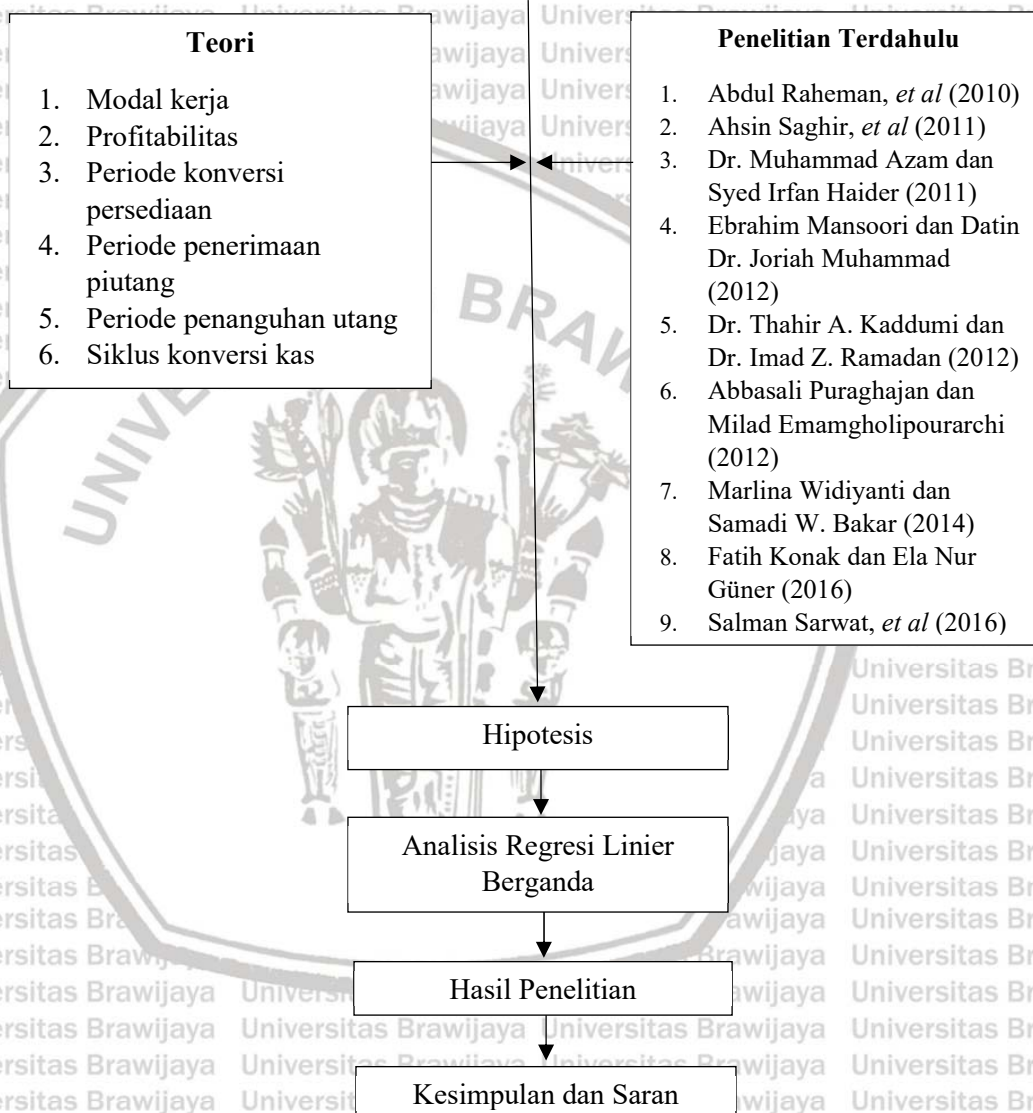 Teori
1. Modal kerja
2. Profitabilitas
3. Periode konversi
persediaan
4. Periode penerimaan
piutang
5. Periode penanguhan utang
6. Siklus konversi kas
Penelitian Terdahulu
1. Abdul Raheman, et al (2010)
2. Ahsin Saghir, et al (2011)
3. Dr. Muhammad Azam dan
Syed Irfan Haider (2011)
4. Ebrahim Mansoori dan Datin
Dr. Joriah Muhammad
(2012)
5. Dr. Thahir A. Kaddumi dan
Dr. Imad Z. Ramadan (2012)
6. Abbasali Puraghajan dan
Milad Emamgholipourarchi
(2012)
7. Marlina Widiyanti dan
Samadi W. Bakar (2014)
8. Fatih Konak dan Ela Nur
Güner (2016)
9. Salman Sarwat, et al (2016)
Hipotesis
Analisis Regresi Linier
Berganda
Hasil Penelitian
Kesimpulan dan Saran